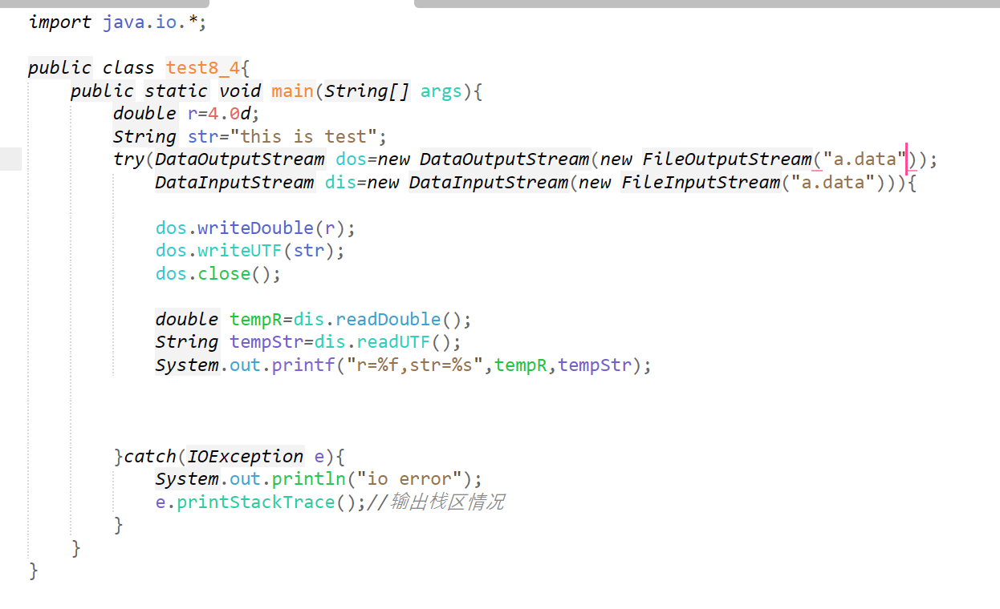 import java.io.*;
public class test8_4{
public static void main(String[] args){
double r=4.0d;
String str="this is test";
try(DataOutputStream dos=new DataOutputStream(new FileOutputStream("a.data"));
DataInputStream dis=new DataInputStream(new FileInputStream("a.data"))){
dos.writeDouble(r);
dos.writeUTF(str);
dos.close();
double tempR=dis.readDouble();
String tempStr=dis.readUTF();
System.out.printf("r=%f,str=%s",tempR,tempStr);
}catch(IOException e){
System.out.println("io error");
e.printStackTrace();//输出栈区情况
}
}
}